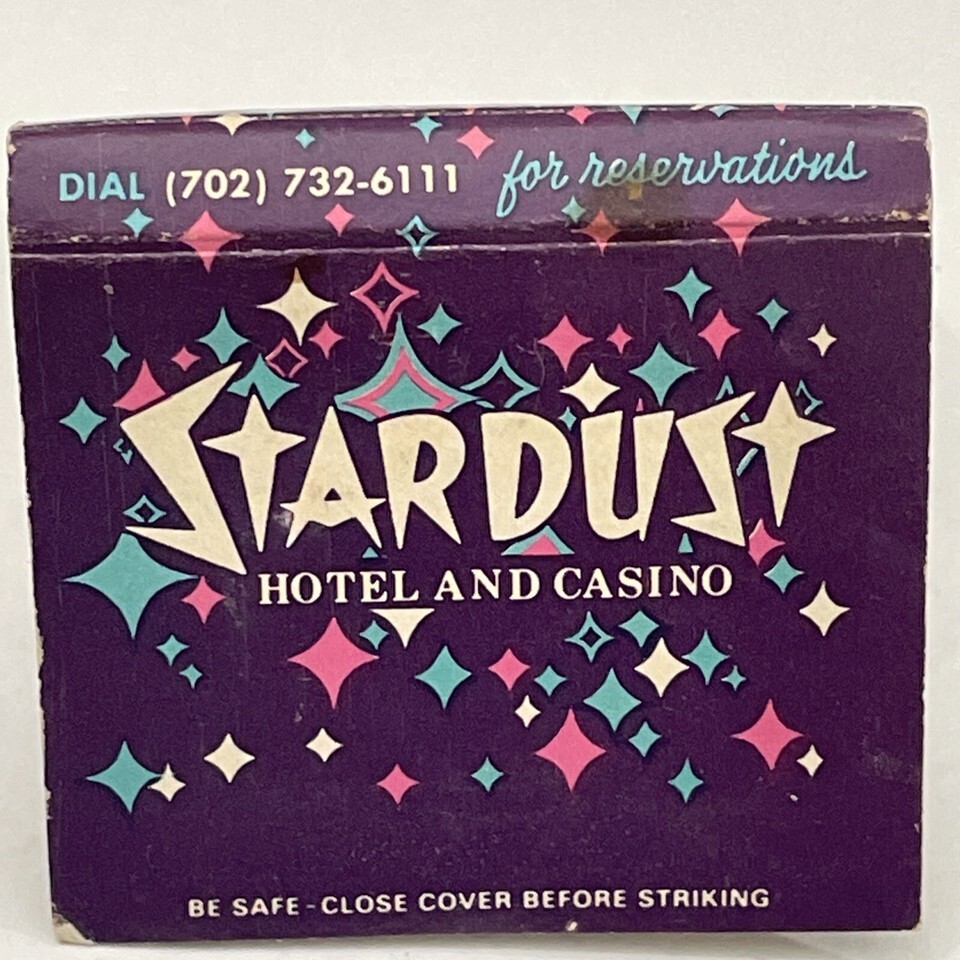 DIAL (702) 732-6111 for reservations
STARDUST
HOTEL AND CASINO
BE SAFE - CLOSE COVER BEFORE STRIKING